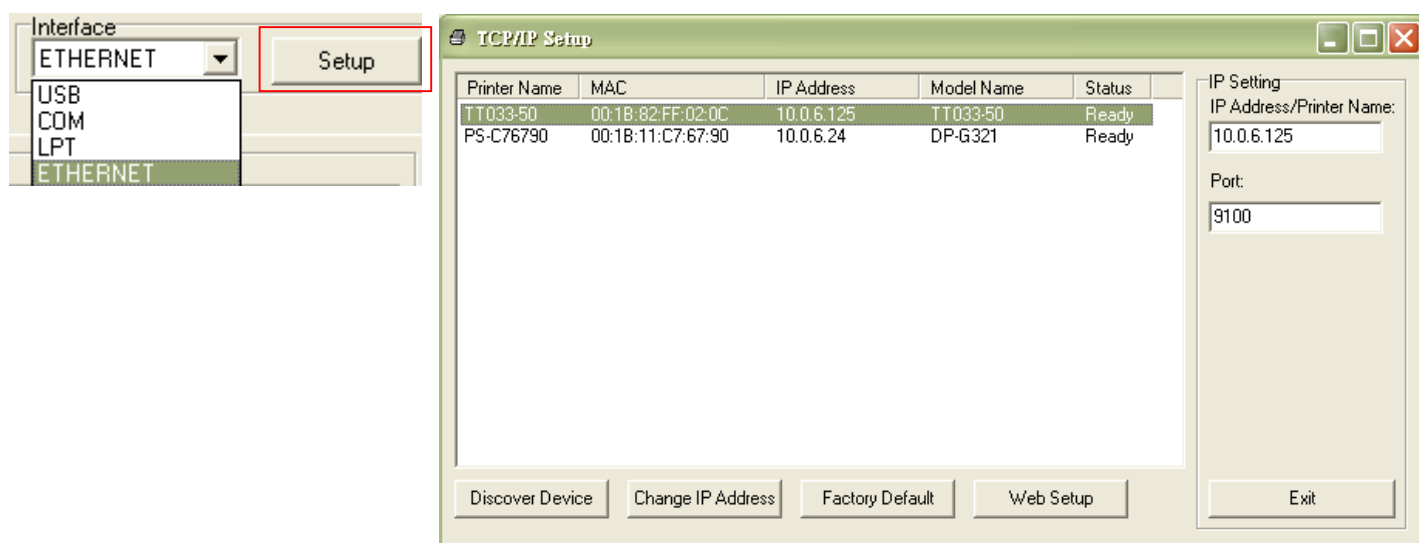 Interface
ETHERNET
Setup
USB
COM
LPT
ETHERNET
TCP/IP Setup
Printer Name MAC IP Address Model Name Status
TT033-50 00:1B:82:FF:02:0C 10.0.6.125 TT033-50 Ready
PS-C76790 00:1B:11:C7:67:90 10.0.6.24 DP-G321 Ready
IP Setting
IP Address/Printer Name:
10.0.6.125
Port:
9100
Discover Device Change IP Address Factory Default Web Setup Exit